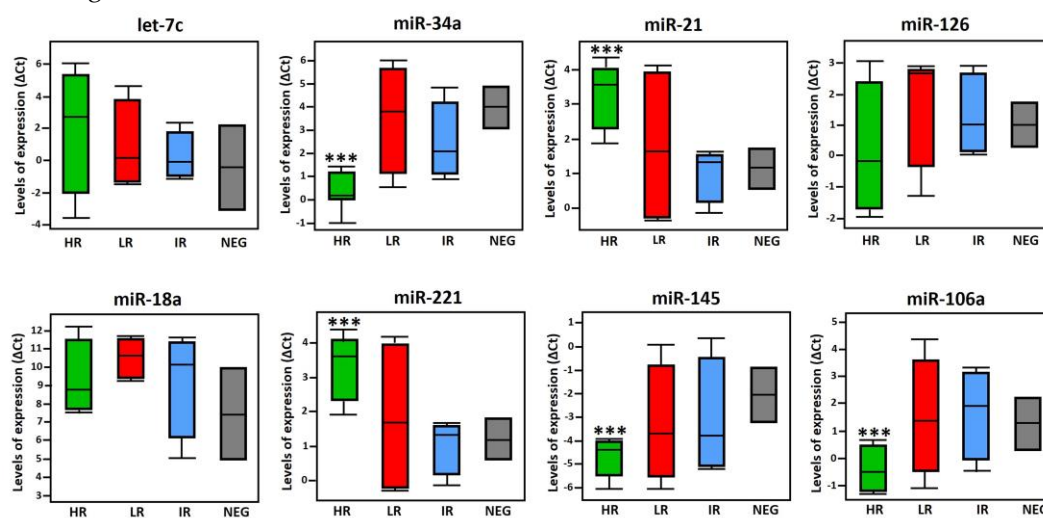 let-7c
Levels of expression (ΔCt)
6
4
2
0
-2
-4
HR LR IR NEG
miR-34a
Levels of expression (ΔCt)
6
5
4
3
2
1
0
-1
***
HR LR IR NEG
miR-21
Levels of expression (ΔCt)
4
3
2
1
0
***
HR LR IR NEG
miR-126
Levels of expression (ΔCt)
3
2
1
0
-1
-2
HR LR IR NEG
miR-18a
Levels of expression (ΔCt)
12
11
10
9
8
7
6
5
4
3
HR LR IR NEG
miR-221
Levels of expression (ΔCt)
4
3
2
1
0
***
HR LR IR NEG
miR-145
Levels of expression (ΔCt)
1
0
-1
-2
-3
-4
-5
-6
***
HR LR IR NEG
miR-106a
Levels of expression (ΔCt)
5
4
3
2
1
0
-1
***
HR LR IR NEG